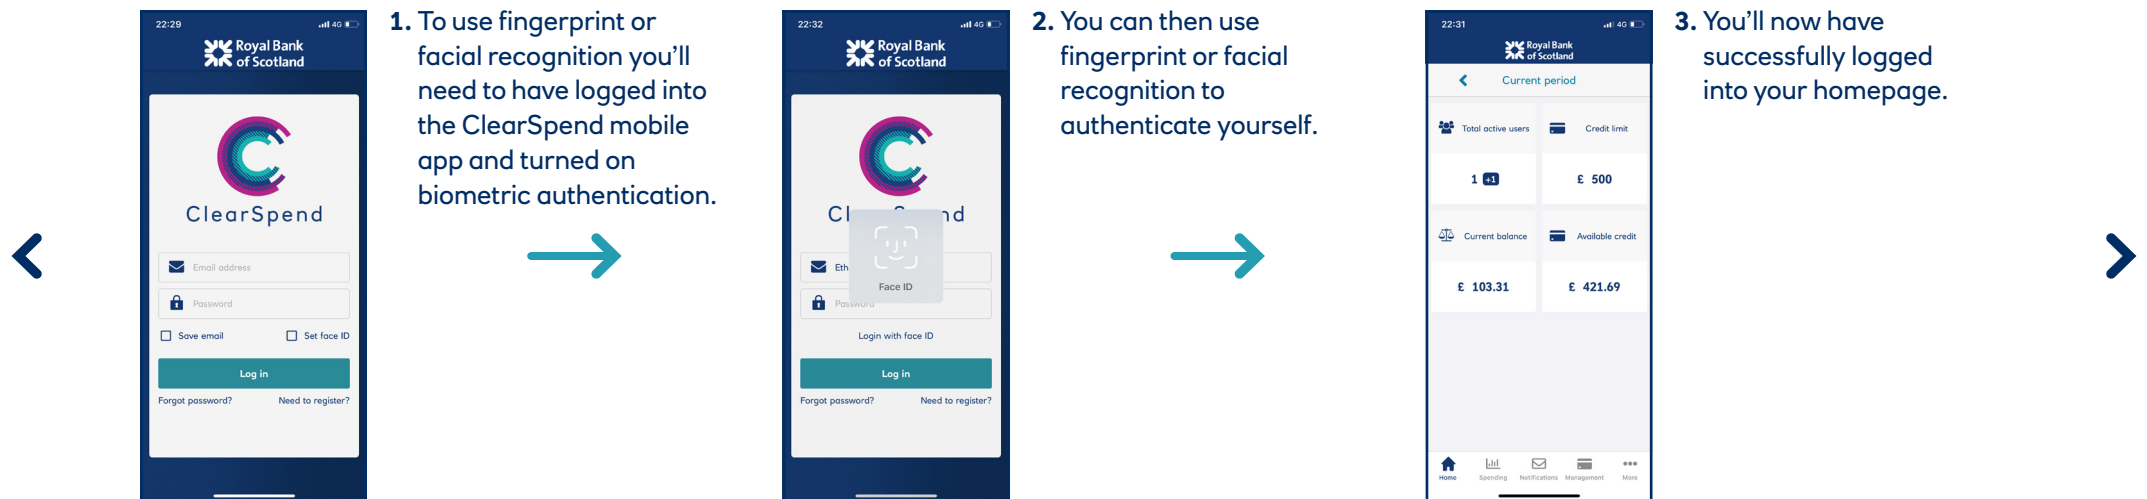 22:29
4G
Royal Bank
of Scotland
ClearSpend
Email address
Password
Save email
Set face ID
Log in
Forgot password?
Need to register?
1. To use fingerprint or
facial recognition you'll
need to have logged into
the ClearSpend mobile
app and turned on
biometric authentication.
22:32
4G
Royal Bank
of Scotland
Eth
Face ID
Password
Login with face ID
Log in
Forgot password?
Need to register?
2. You can then use
fingerprint or facial
recognition to
authenticate yourself.
22:31
4G
Royal Bank
of Scotland
Current period
Total active users
Credit limit
1 +1
£ 500
Current balance
Available credit
£ 103.31
£ 421.69
Home
Spending
Notifications
Management
More
3. You'll now have
successfully logged
into your homepage.